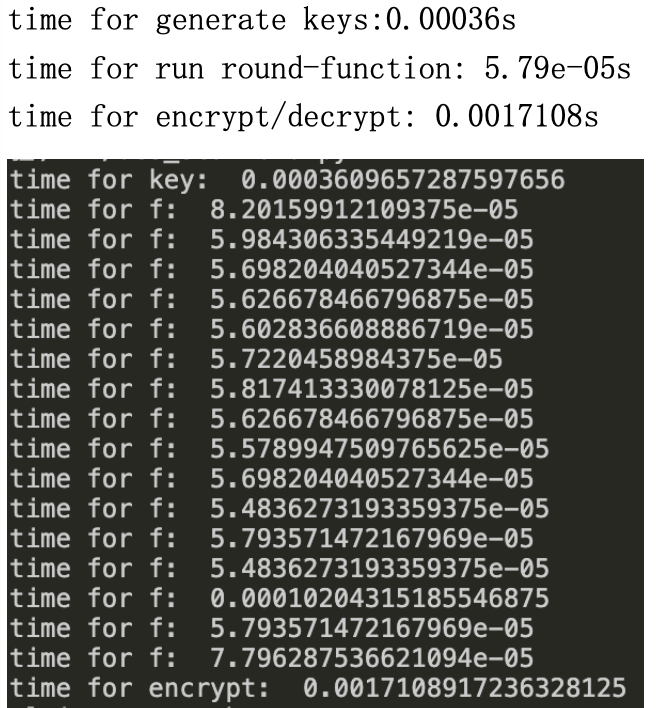 time for generate keys:0.00036s
time for run round-function: 5.79e-05s
time for encrypt/decrypt: 0.0017108s
time for key:  0.0003609657287597656
time for f:  8.20159912109375e-05
time for f:  5.984306335449219e-05
time for f:  5.698204040527344e-05
time for f:  5.626678466796875e-05
time for f:  5.602836608886719e-05
time for f:  5.7220458984375e-05
time for f:  5.817413330078125e-05
time for f:  5.626678466796875e-05
time for f:  5.5789947509765625e-05
time for f:  5.698204040527344e-05
time for f:  5.4836273193359375e-05
time for f:  5.793571472167969e-05
time for f:  5.4836273193359375e-05
time for f:  0.00010204315185546875
time for f:  5.793571472167969e-05
time for f:  7.796287536621094e-05
time for encrypt:  0.0017108917236328125